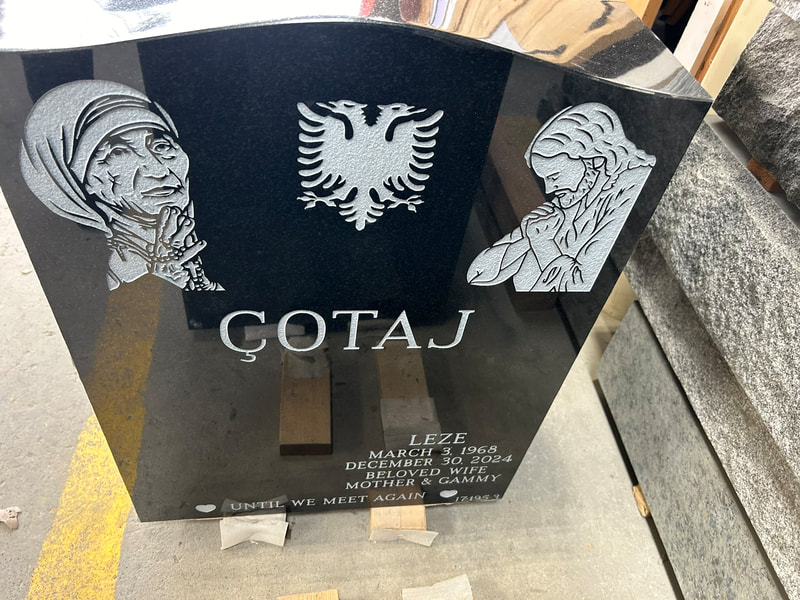 ÇOTAJ
LEZE
MARCH 3, 1968
DECEMBER 30, 2024
BELOVED WIFE
MOTHER & GAMMY
UNTIL WE MEET AGAIN